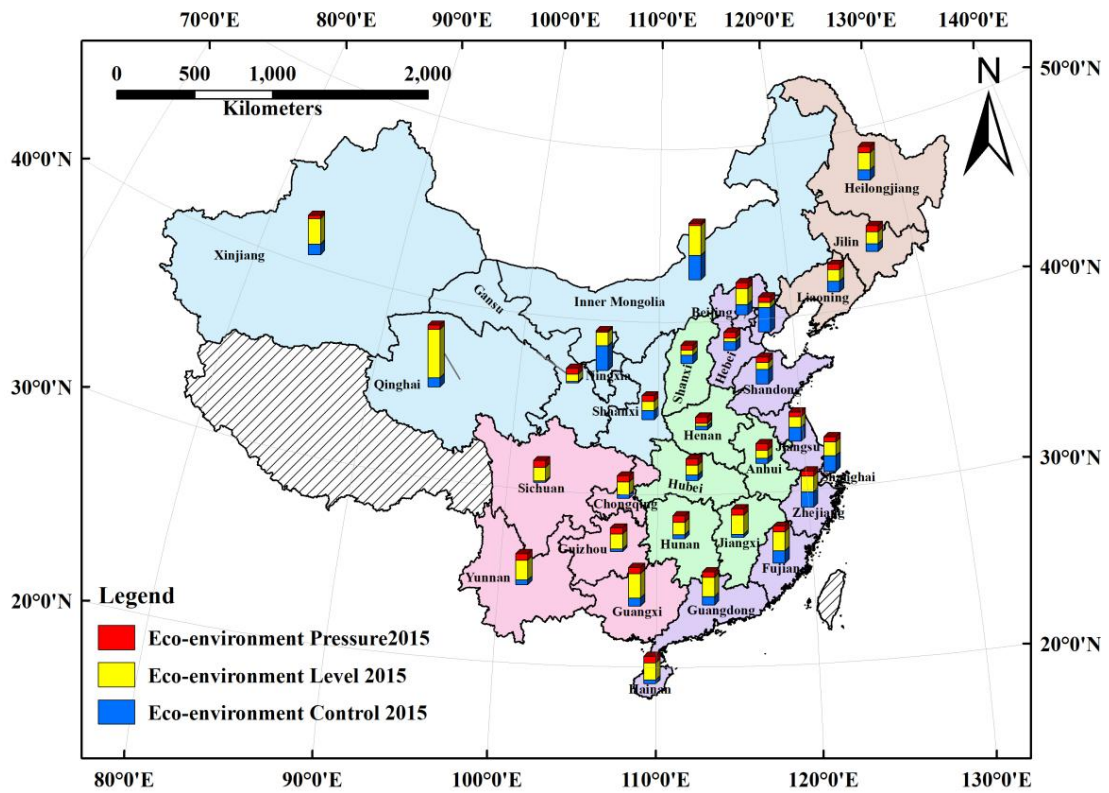 70°0'E 80°0'E 90°0'E 100°0'E 110°0'E 120°0'E 130°0'E 140°0'E
0 500 1,000 2,000
Kilometers
N
50°0'N
40°0'N
Heilongjiang
Jilin
Xinjiang
40°0'N
Liaoning
Gansu
Inner Mongolia
Beijing
Hebei
Shanxi
Ningxia
30°0'N
Qinghai
Shandong
Shhanxi
Henan
Jiangsu
30°0'N
Anhui
Shanghai
Sichuan
Hubei
Chongqing
Zhejiang
Guizhou
Hunan
Jiangxi
Fujian
Yunnan
Legend
20°0'N
Guangxi
Guangdong
Eco-environment Pressure2015
20°0'N
Eco-environment Level 2015
Hainan
Eco-environment Control 2015
80°0'E 90°0'E 100°0'E 110°0'E 120°0'E 130°0'E